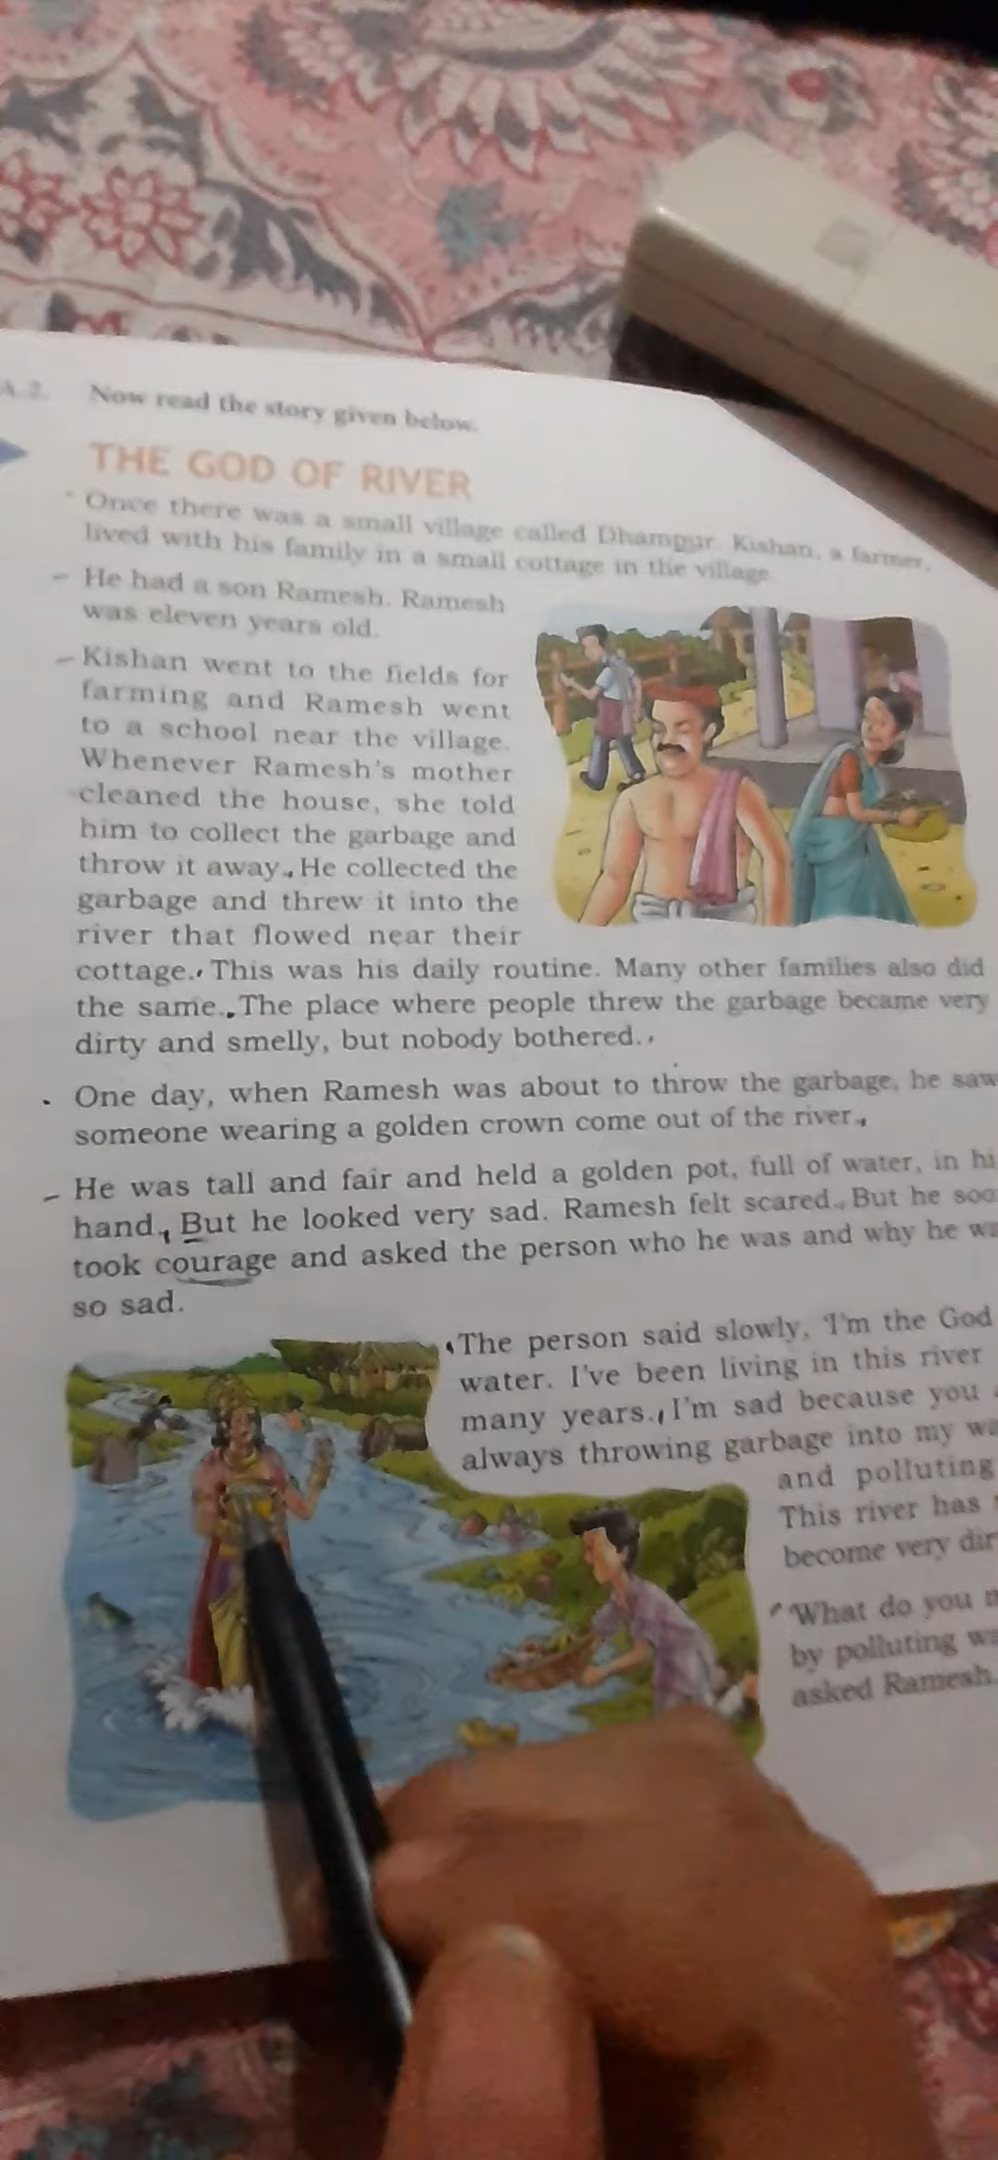 A.2. Now read the story given below.
THE GOD OF RIVER
Once there was a small village called Dhampur. Kishan, a farmer,
lived with his family in a small cottage in the village.
He had a son Ramesh. Ramesh
was eleven years old.
Kishan went to the fields for
farming and Ramesh went
to a school near the village.
Whenever Ramesh's mother
cleaned the house, she told
him to collect the garbage and
throw it away. He collected the
garbage and threw it into the
river that flowed near their
cottage. This was his daily routine. Many other families also did
the same. The place where people threw the garbage became very
dirty and smelly, but nobody bothered.
One day, when Ramesh was about to throw the garbage, he saw
someone wearing a golden crown come out of the river.
He was tall and fair and held a golden pot, full of water, in
hand. But he looked very sad. Ramesh felt scared. But he
took courage and asked the person who he was and why he
so sad.
The person said slowly, 'I'm the God
water. I've been living in this river
many years. I'm sad because you
always throwing garbage into my
and polluting
This river has
become very
'What do you
by polluting
asked Ramesh.